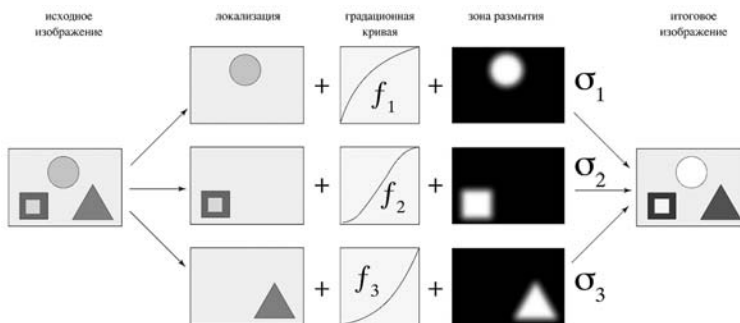 исходное
изображение
локализация
градационная
кривая
зона размытия
итоговое
изображение
+ f₁ + σ₁
+ f₂ + σ₂
+ f₃ + σ₃